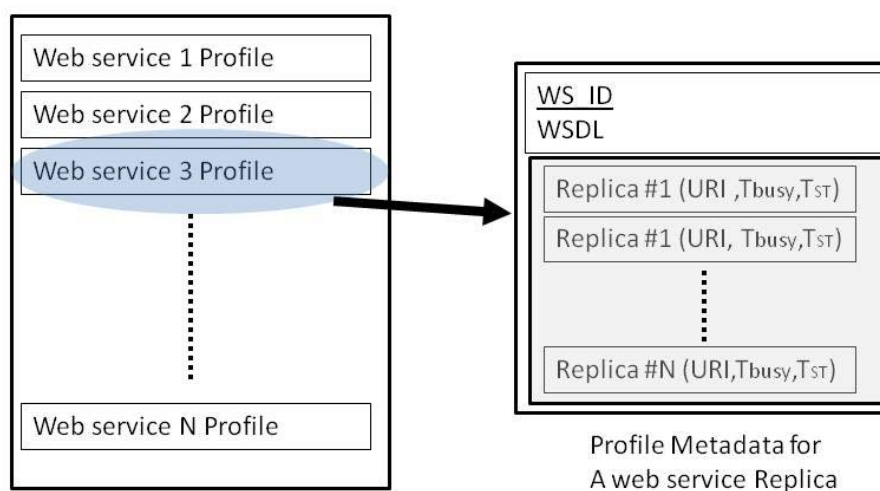 Web service 1 Profile
Web service 2 Profile
Web service 3 Profile
Web service N Profile
WS_ID
WSDL
Replica #1 (URI ,Tbusy,TST)
Replica #1 (URI, Tbusy,TST)
Replica #N (URI,Tbusy,TST)
Profile Metadata for
A web service Replica